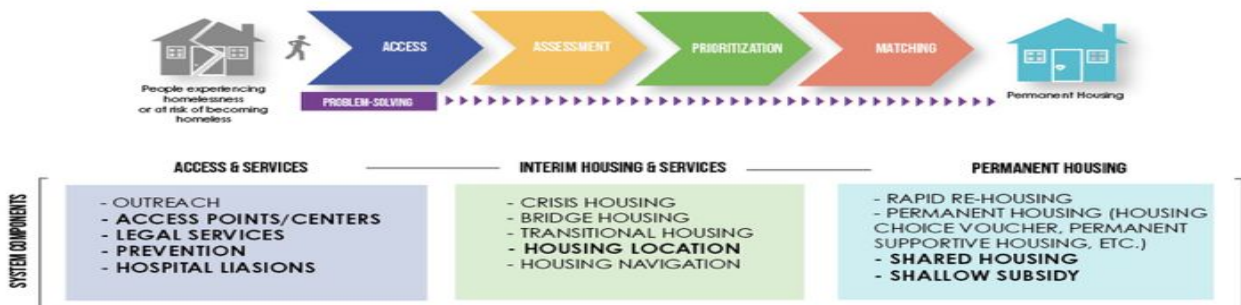 ACCESS
ASSESSMENT
PRIORITIZATION
MATCHING
People experiencing
homelessness
or at risk of becoming
homeless
PROBLEM-SOLVING
Permanent Housing
ACCESS & SERVICES
INTERIM HOUSING & SERVICES
PERMANENT HOUSING
SYSTEM COMPONENTS
- OUTREACH
- ACCESS POINTS/CENTERS
- LEGAL SERVICES
- PREVENTION
- HOSPITAL LIASIONS
- CRISIS HOUSING
- BRIDGE HOUSING
- TRANSITIONAL HOUSING
- HOUSING LOCATION
- HOUSING NAVIGATION
- RAPID RE-HOUSING
- PERMANENT HOUSING (HOUSING
CHOICE VOUCHER, PERMANENT
SUPPORTIVE HOUSING, ETC.)
- SHARED HOUSING
- SHALLOW SUBSIDY